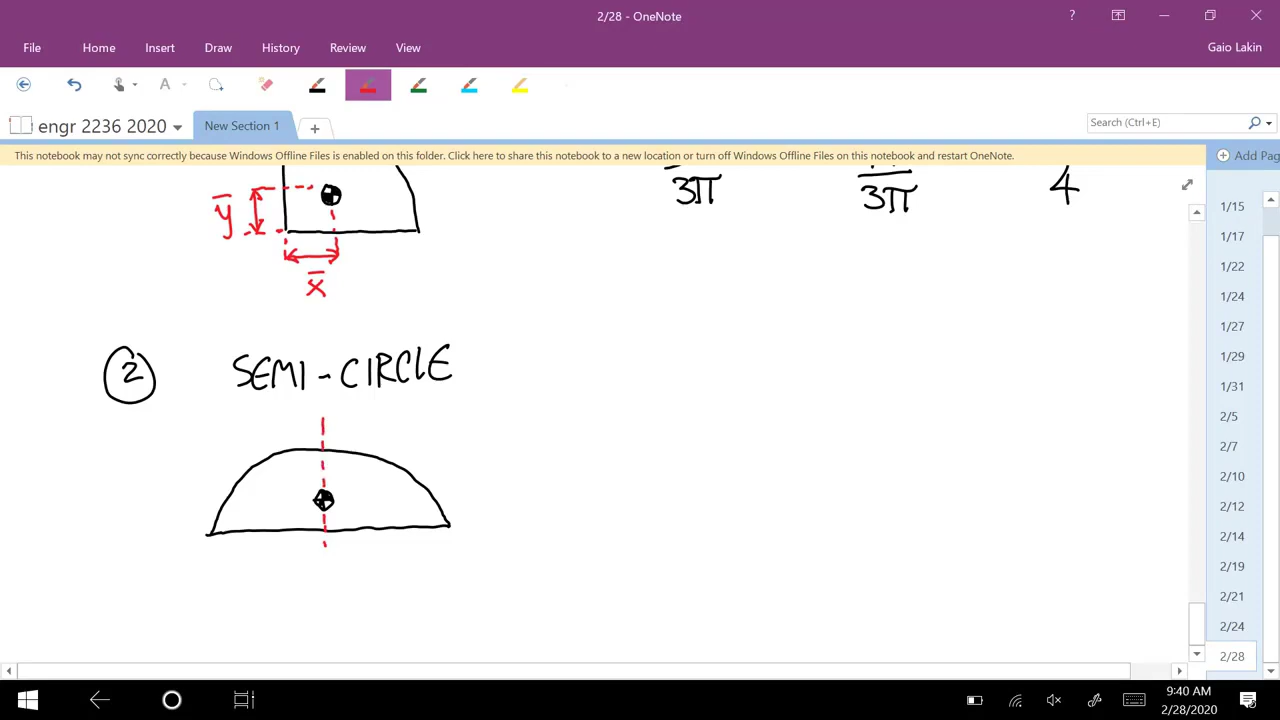 2/28 - OneNote
?
File Home Insert Draw History Review View
Gaio Lakin
A
engr 2236 2020
New Section 1
+
Search (Ctrl+E)
This notebook may not sync correctly because Windows Offline Files is enabled on this folder. Click here to share this notebook to a new location or turn off Windows Offline Files on this notebook and restart OneNote.
Add Pag
3π 3π 4
ȳ
x̄
2 SEMI-CIRCLE
1/15
1/17
1/22
1/24
1/27
1/29
1/31
2/5
2/7
2/10
2/12
2/14
2/19
2/21
2/24
2/28
9:40 AM
2/28/2020